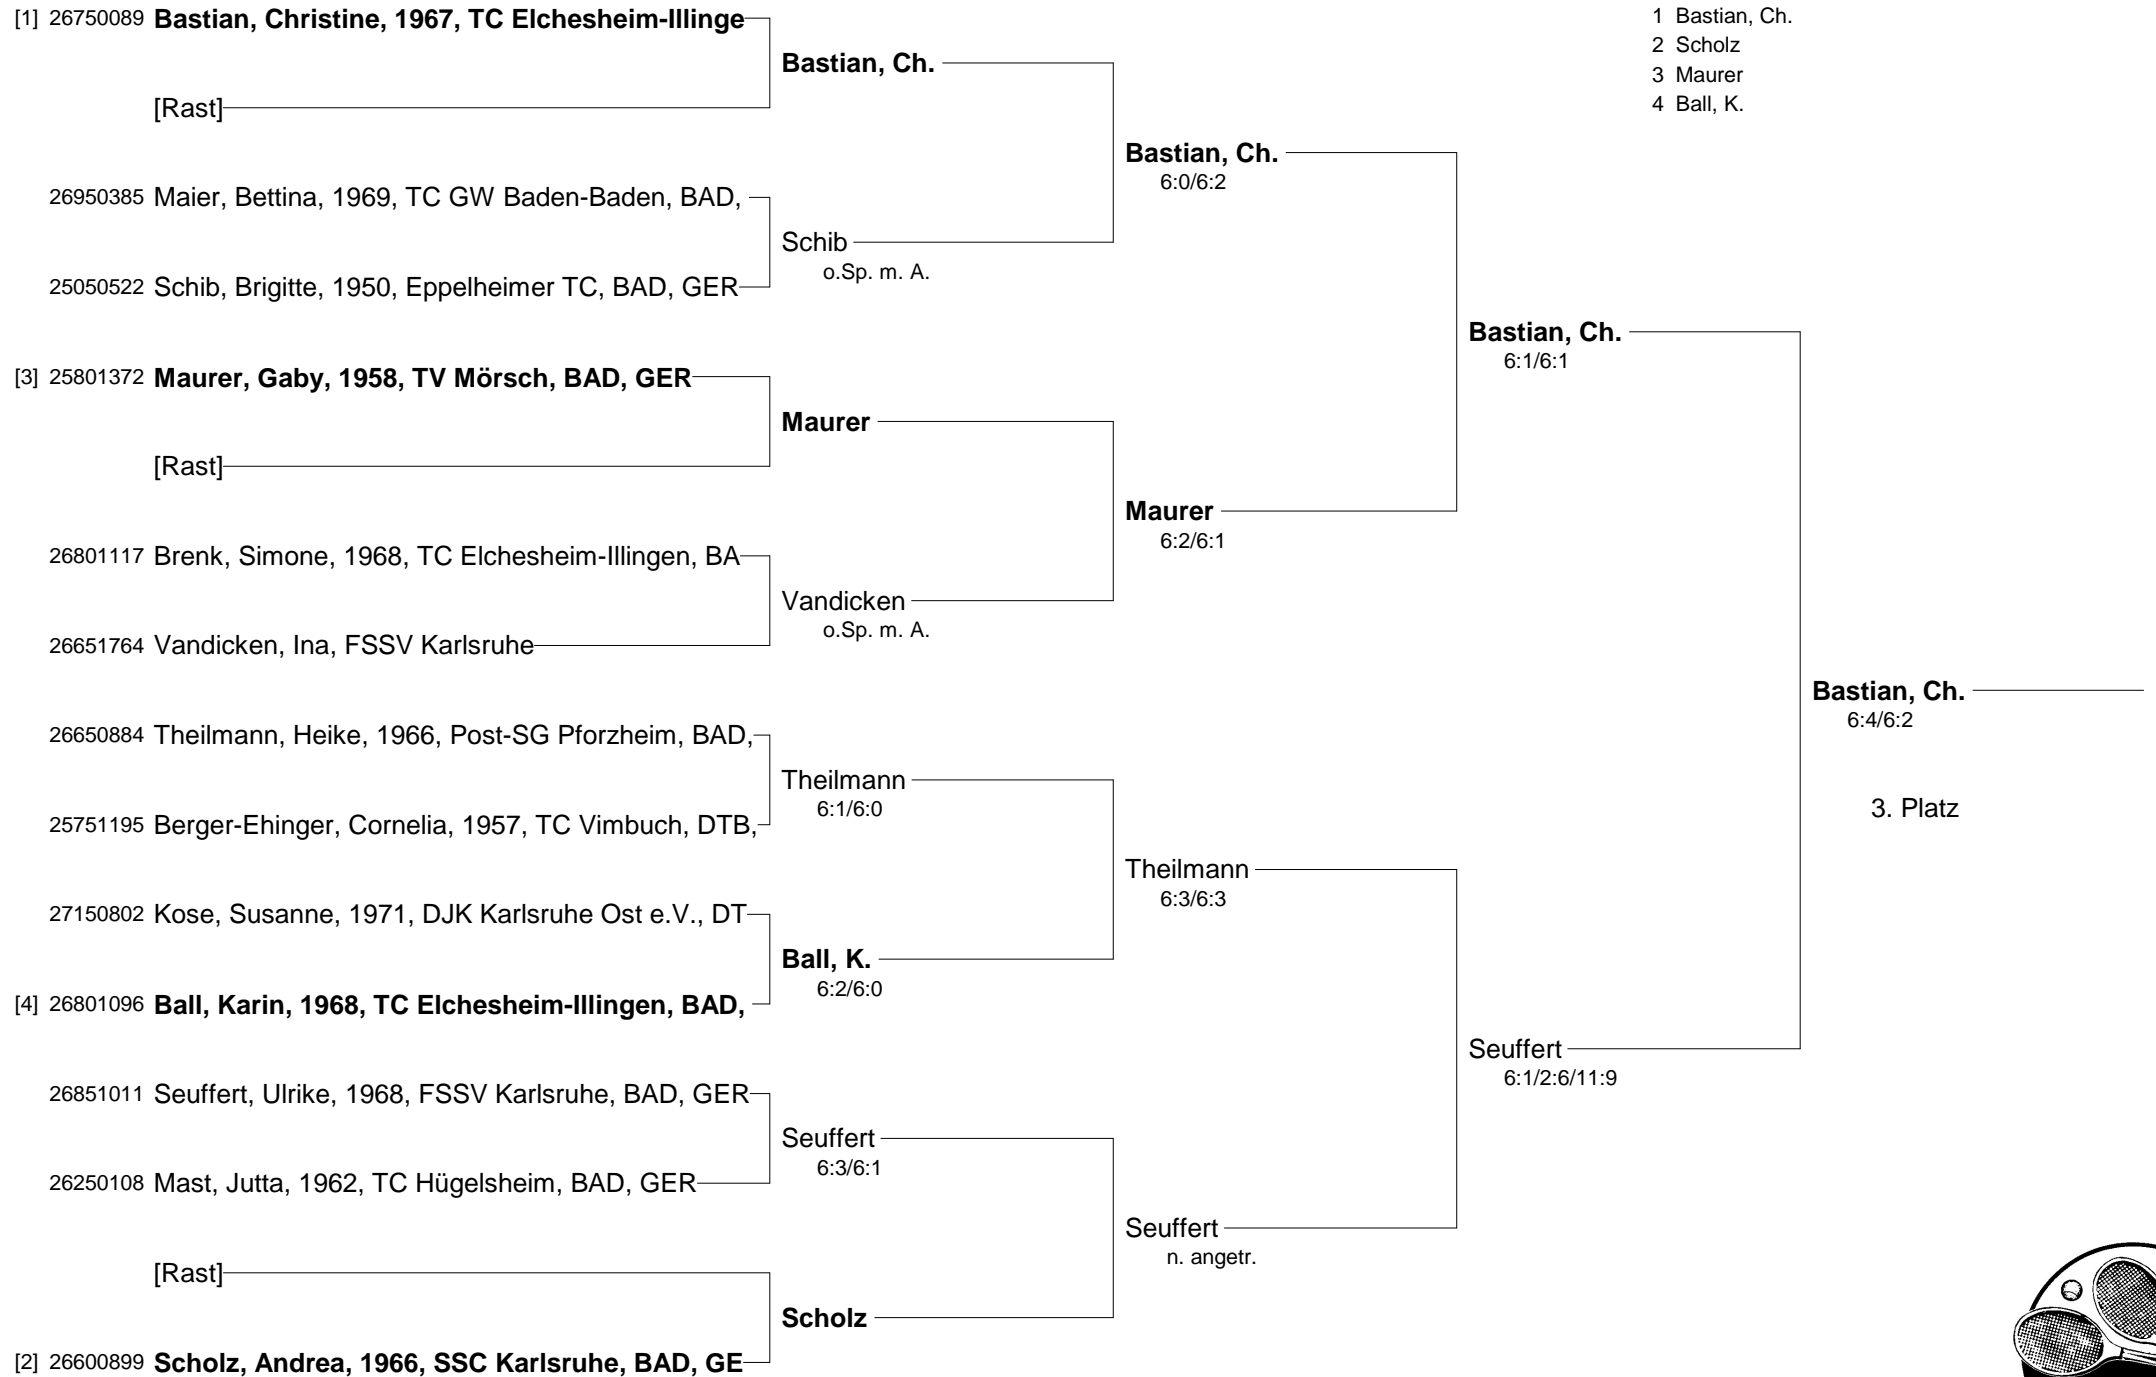 [1] 26750089 Bastian, Christine, 1967, TC Elchesheim-Illinge
[Rast]
26950385 Maier, Bettina, 1969, TC GW Baden-Baden, BAD,
25050522 Schib, Brigitte, 1950, Eppelheimer TC, BAD, GER
[3] 25801372 Maurer, Gaby, 1958, TV Mörsch, BAD, GER
[Rast]
26801117 Brenk, Simone, 1968, TC Elchesheim-Illingen, BA
26651764 Vandicken, Ina, FSSV Karlsruhe
26650884 Theilmann, Heike, 1966, Post-SG Pforzheim, BAD,
25751195 Berger-Ehinger, Cornelia, 1957, TC Vimbuch, DTB,
27150802 Kose, Susanne, 1971, DJK Karlsruhe Ost e.V., DT
[4] 26801096 Ball, Karin, 1968, TC Elchesheim-Illingen, BAD,
26851011 Seuffert, Ulrike, 1968, FSSV Karlsruhe, BAD, GER
26250108 Mast, Jutta, 1962, TC Hügelsheim, BAD, GER
[Rast]
[2] 26600899 Scholz, Andrea, 1966, SSC Karlsruhe, BAD, GE
Bastian, Ch.
Schib
o.Sp. m. A.
Maurer
Vandicken
o.Sp. m. A.
Theilmann
6:1/6:0
Ball, K.
6:2/6:0
Seuffert
6:3/6:1
Scholz
Bastian, Ch.
6:0/6:2
Maurer
6:2/6:1
Theilmann
6:3/6:3
Seuffert
n. angetr.
Bastian, Ch.
6:1/6:1
Seuffert
6:1/2:6/11:9
Bastian, Ch.
6:4/6:2
3. Platz
1 Bastian, Ch.
2 Scholz
3 Maurer
4 Ball, K.